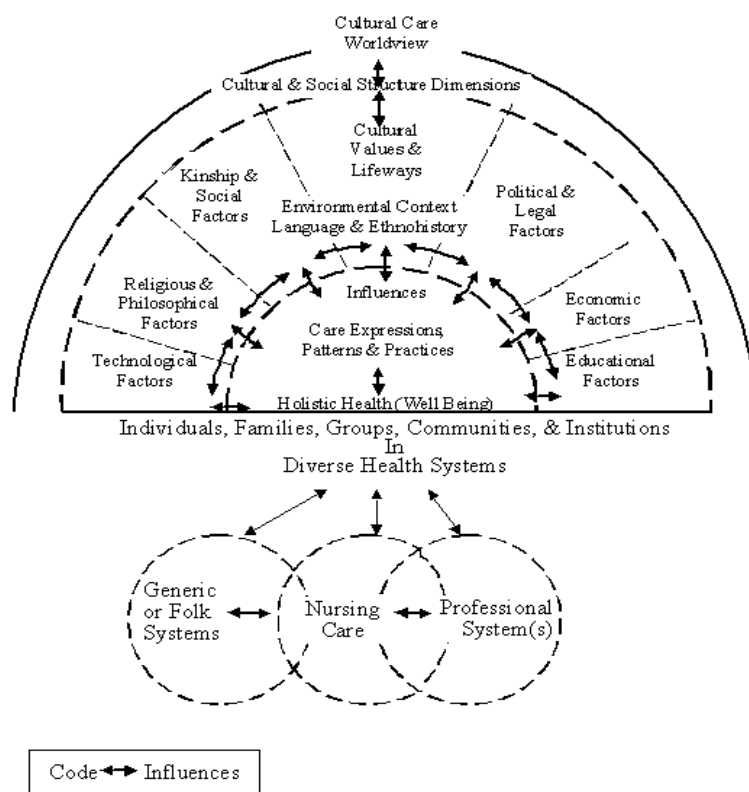 Cultural Care
Worldview
Cultural & Social Structure Dimensions
Cultural
Values &
Lifeways
Kinship &
Social
Factors
Political &
Legal
Factors
Environmental Context
Language & Ethnohistory
Religious &
Philosophical
Factors
Influences
Economic
Factors
Care Expressions,
Patterns & Practices
Technological
Factors
Educational
Factors
Holistic Health (Well Being)
Individuals, Families, Groups, Communities, & Institutions
In
Diverse Health Systems
Generic
or Folk
Systems
Nursing
Care
Professional
System(s)
Code Influences